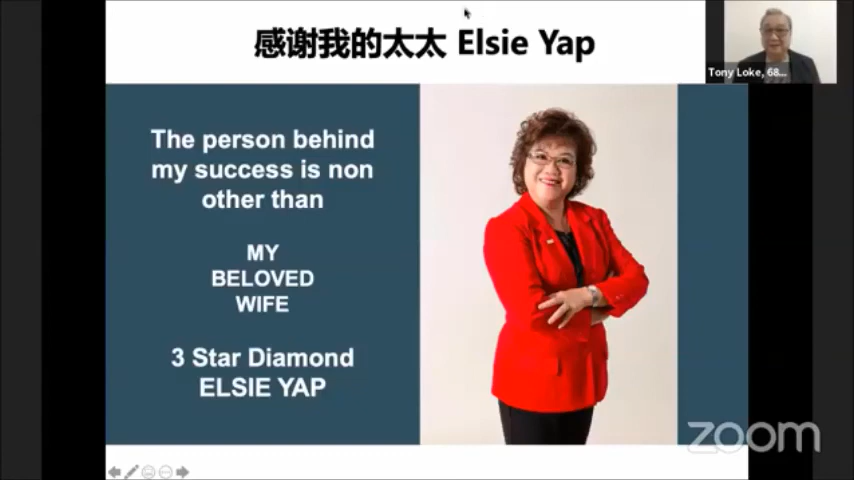 感谢我的太太 Elsie Yap
Tony Loke, 68...
The person behind
my success is non
other than
MY
BELOVED
WIFE
3 Star Diamond
ELSIE YAP
zoom